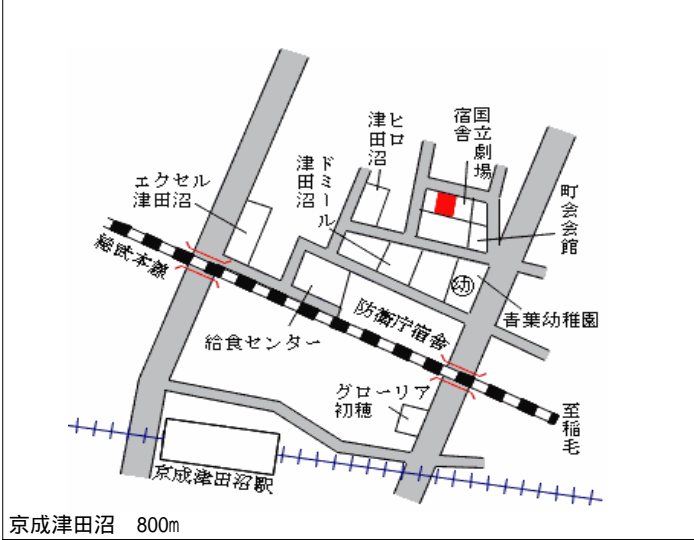 国立劇場
宿舎
ヒロ
津田沼
ドミール
津田沼
エクセル
津田沼
町会会館
総武本線
幼
防衛庁宿舎
青葉幼稚園
給食センター
グローリア
初穂
至稲毛
京成津田沼駅
京成津田沼 800m